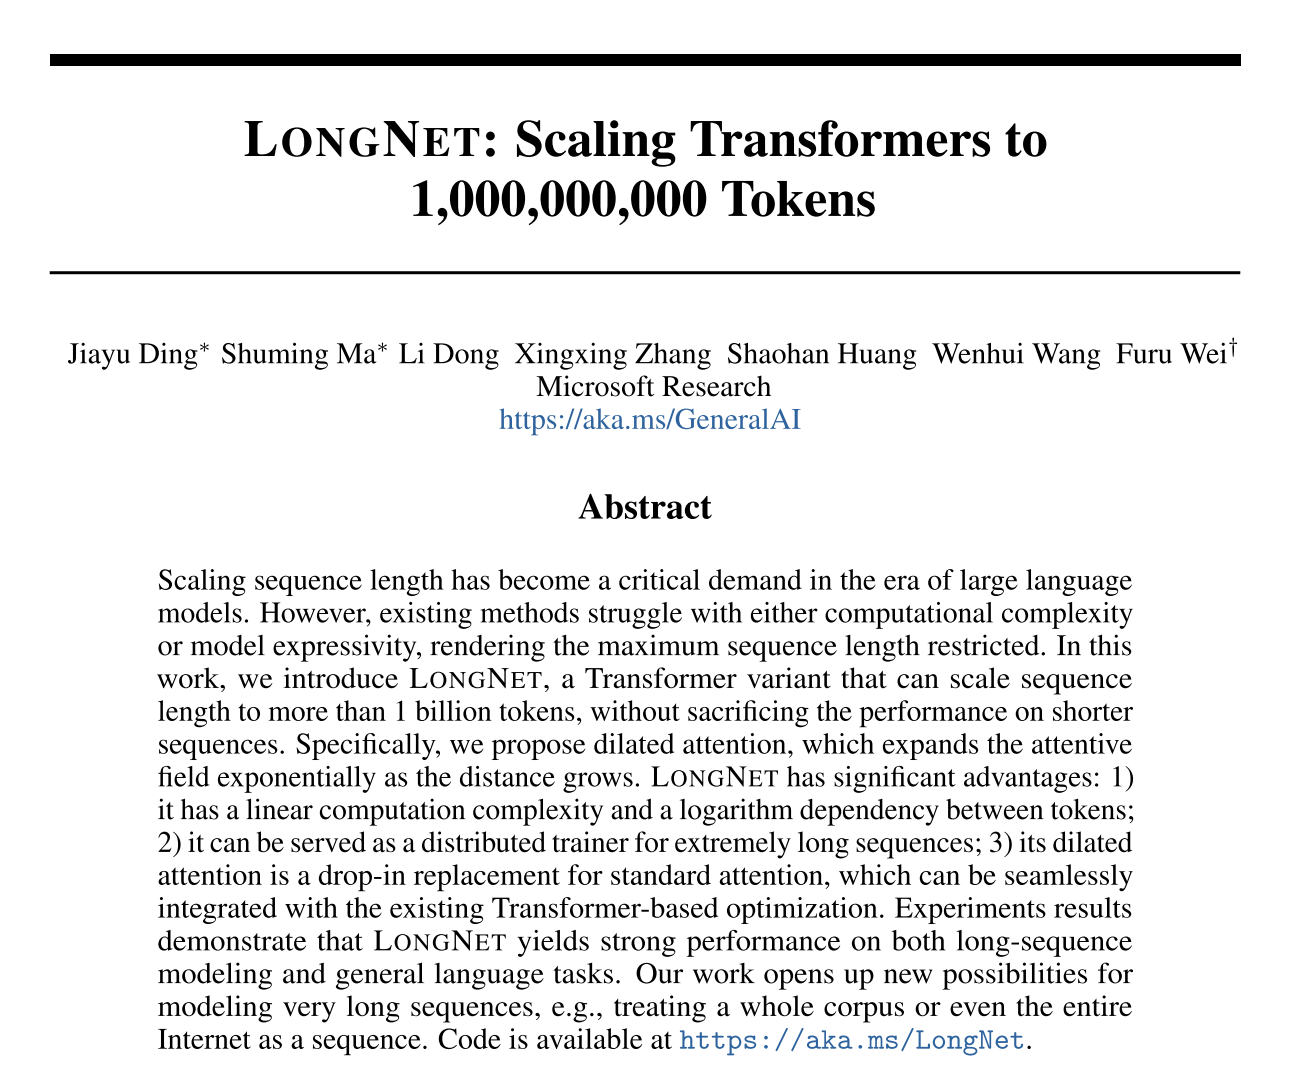 LONGNET: Scaling Transformers to
1,000,000,000 Tokens
Jiayu Ding* Shuming Ma* Li Dong Xingxing Zhang Shaohan Huang Wenhui Wang Furu Wei†
Microsoft Research
https://aka.ms/GeneralAI
Abstract
Scaling sequence length has become a critical demand in the era of large language
models. However, existing methods struggle with either computational complexity
or model expressivity, rendering the maximum sequence length restricted. In this
work, we introduce LONGNET, a Transformer variant that can scale sequence
length to more than 1 billion tokens, without sacrificing the performance on shorter
sequences. Specifically, we propose dilated attention, which expands the attentive
field exponentially as the distance grows. LONGNET has significant advantages: 1)
it has a linear computation complexity and a logarithm dependency between tokens;
2) it can be served as a distributed trainer for extremely long sequences; 3) its dilated
attention is a drop-in replacement for standard attention, which can be seamlessly
integrated with the existing Transformer-based optimization. Experiments results
demonstrate that LONGNET yields strong performance on both long-sequence
modeling and general language tasks. Our work opens up new possibilities for
modeling very long sequences, e.g., treating a whole corpus or even the entire
Internet as a sequence. Code is available at https://aka.ms/LongNet.